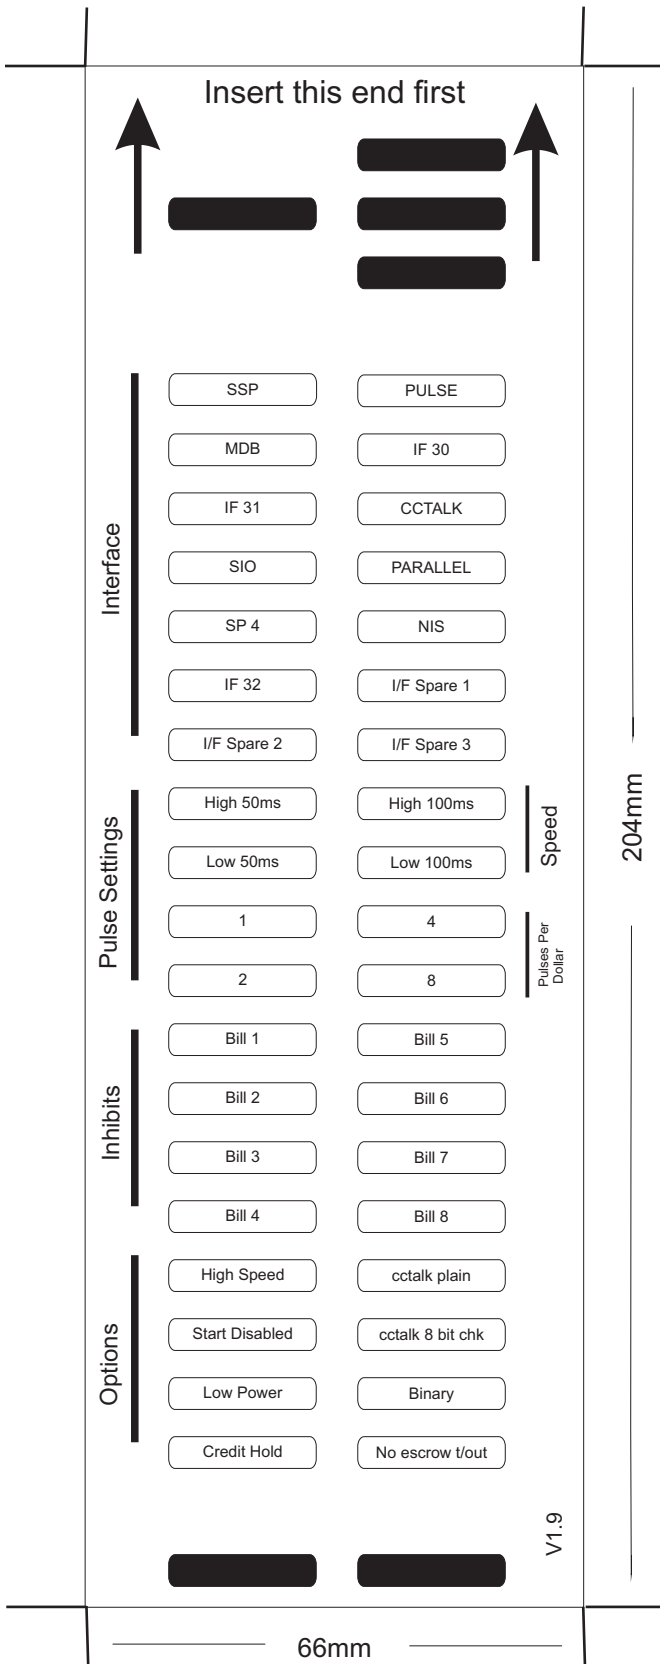 Insert this end first
Interface
SSP
PULSE
MDB
IF 30
IF 31
CCTALK
SIO
PARALLEL
SP 4
NIS
IF 32
I/F Spare 1
I/F Spare 2
I/F Spare 3
Pulse Settings
High 50ms
High 100ms
Speed
Low 50ms
Low 100ms
1
4
Pulses Per
Dollar
2
8
Inhibits
Bill 1
Bill 5
Bill 2
Bill 6
Bill 3
Bill 7
Bill 4
Bill 8
Options
High Speed
cctalk plain
Start Disabled
cctalk 8 bit chk
Low Power
Binary
Credit Hold
No escrow t/out
V1.9
204mm
66mm